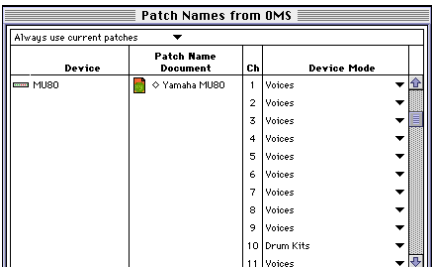 Patch Names from OMS
Always use current patches
Device
Patch Name
Document
Ch
Device Mode
MU80
◇ Yamaha MU80
1 Voices
2 Voices
3 Voices
4 Voices
5 Voices
6 Voices
7 Voices
8 Voices
9 Voices
10 Drum Kits
11 Voices